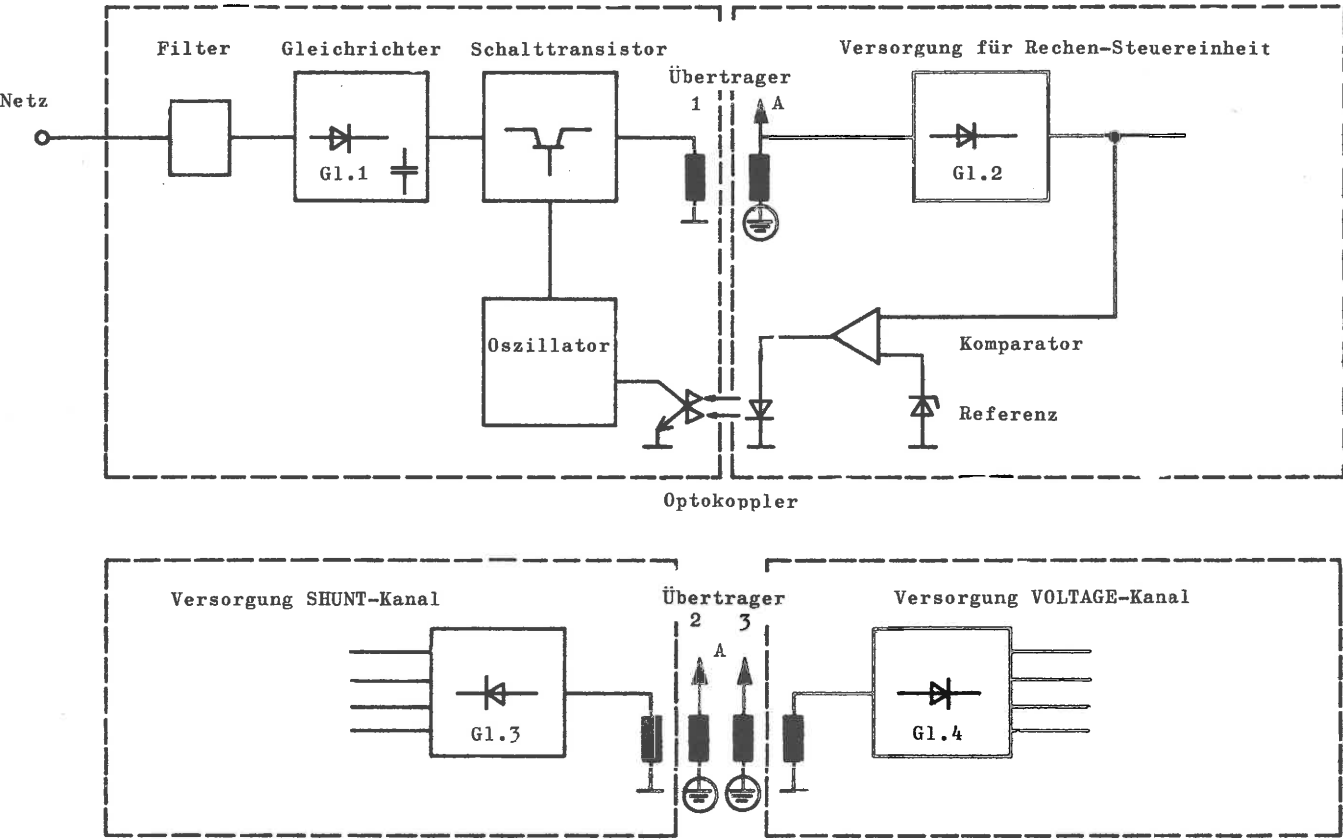 Filter Gleichrichter Schalttransistor Versorgung für Rechen-Steuereinheit
Übertrager
Netz 1 A
Gl.1 Gl.2
Oszillator Komparator
Referenz
Optokoppler
Versorgung SHUNT-Kanal Übertrager Versorgung VOLTAGE-Kanal
2 3
A
Gl.3 Gl.4